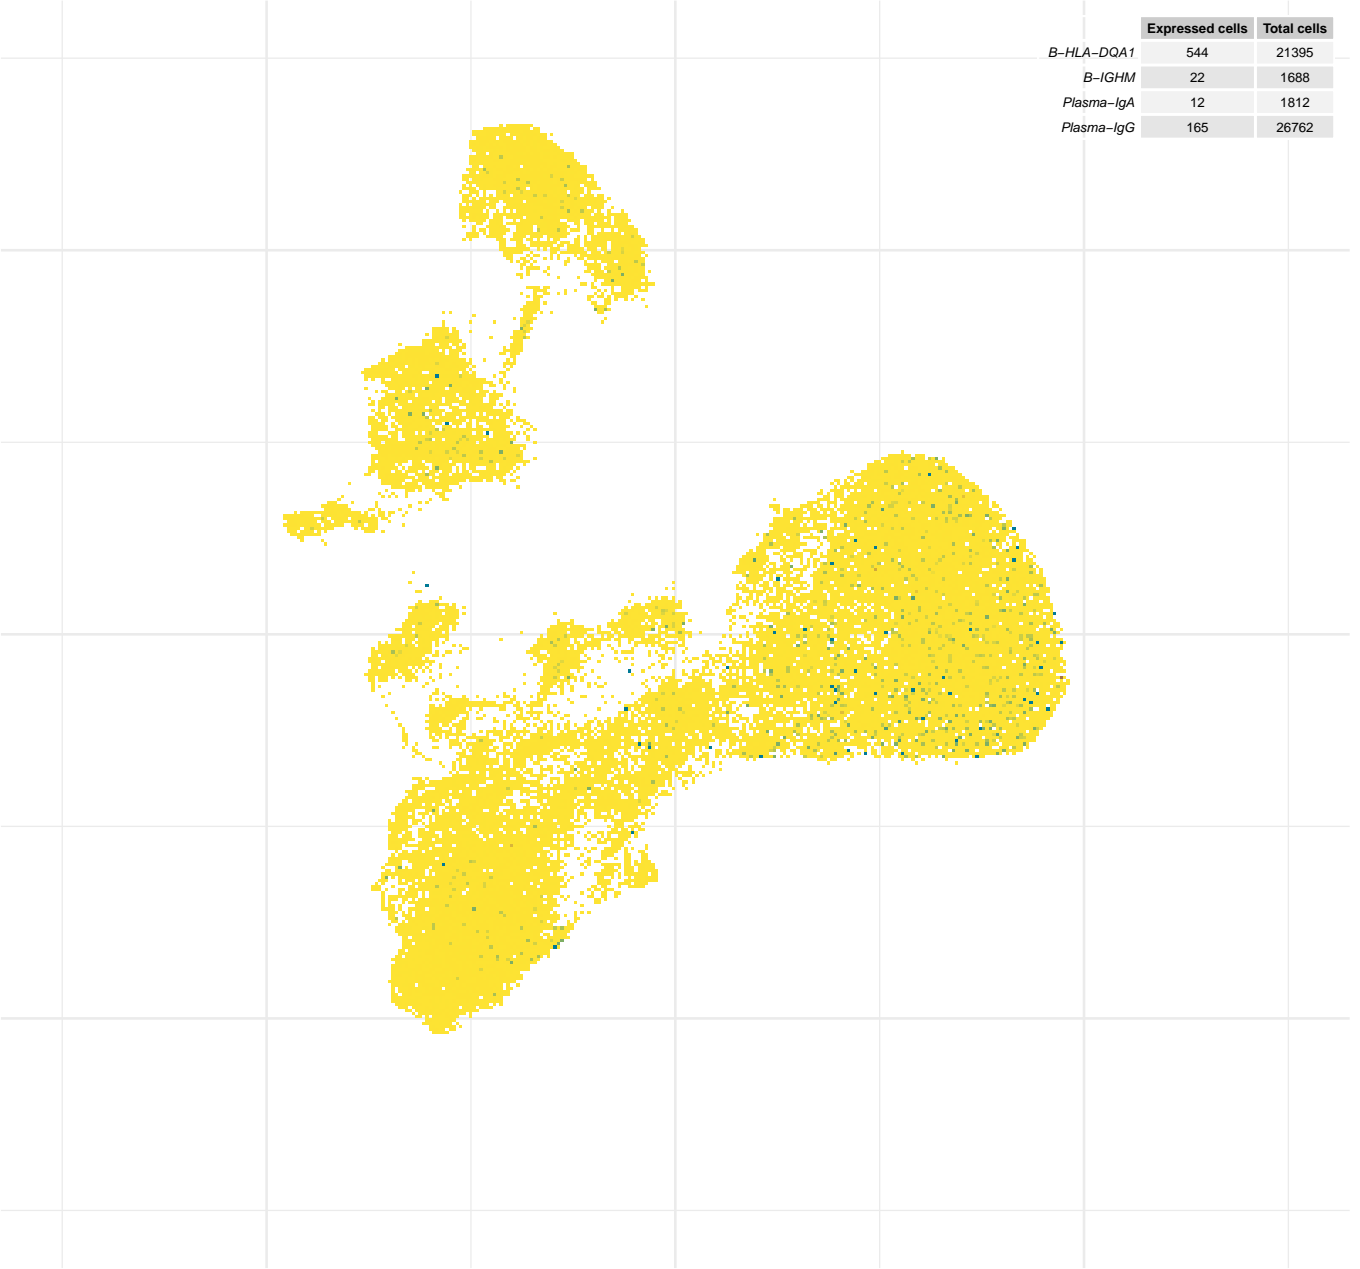 Expressed cells Total cells
B−HLA−DQA1 544 21395
B−IGHM 22 1688
Plasma−IgA 12 1812
Plasma−IgG 165 26762